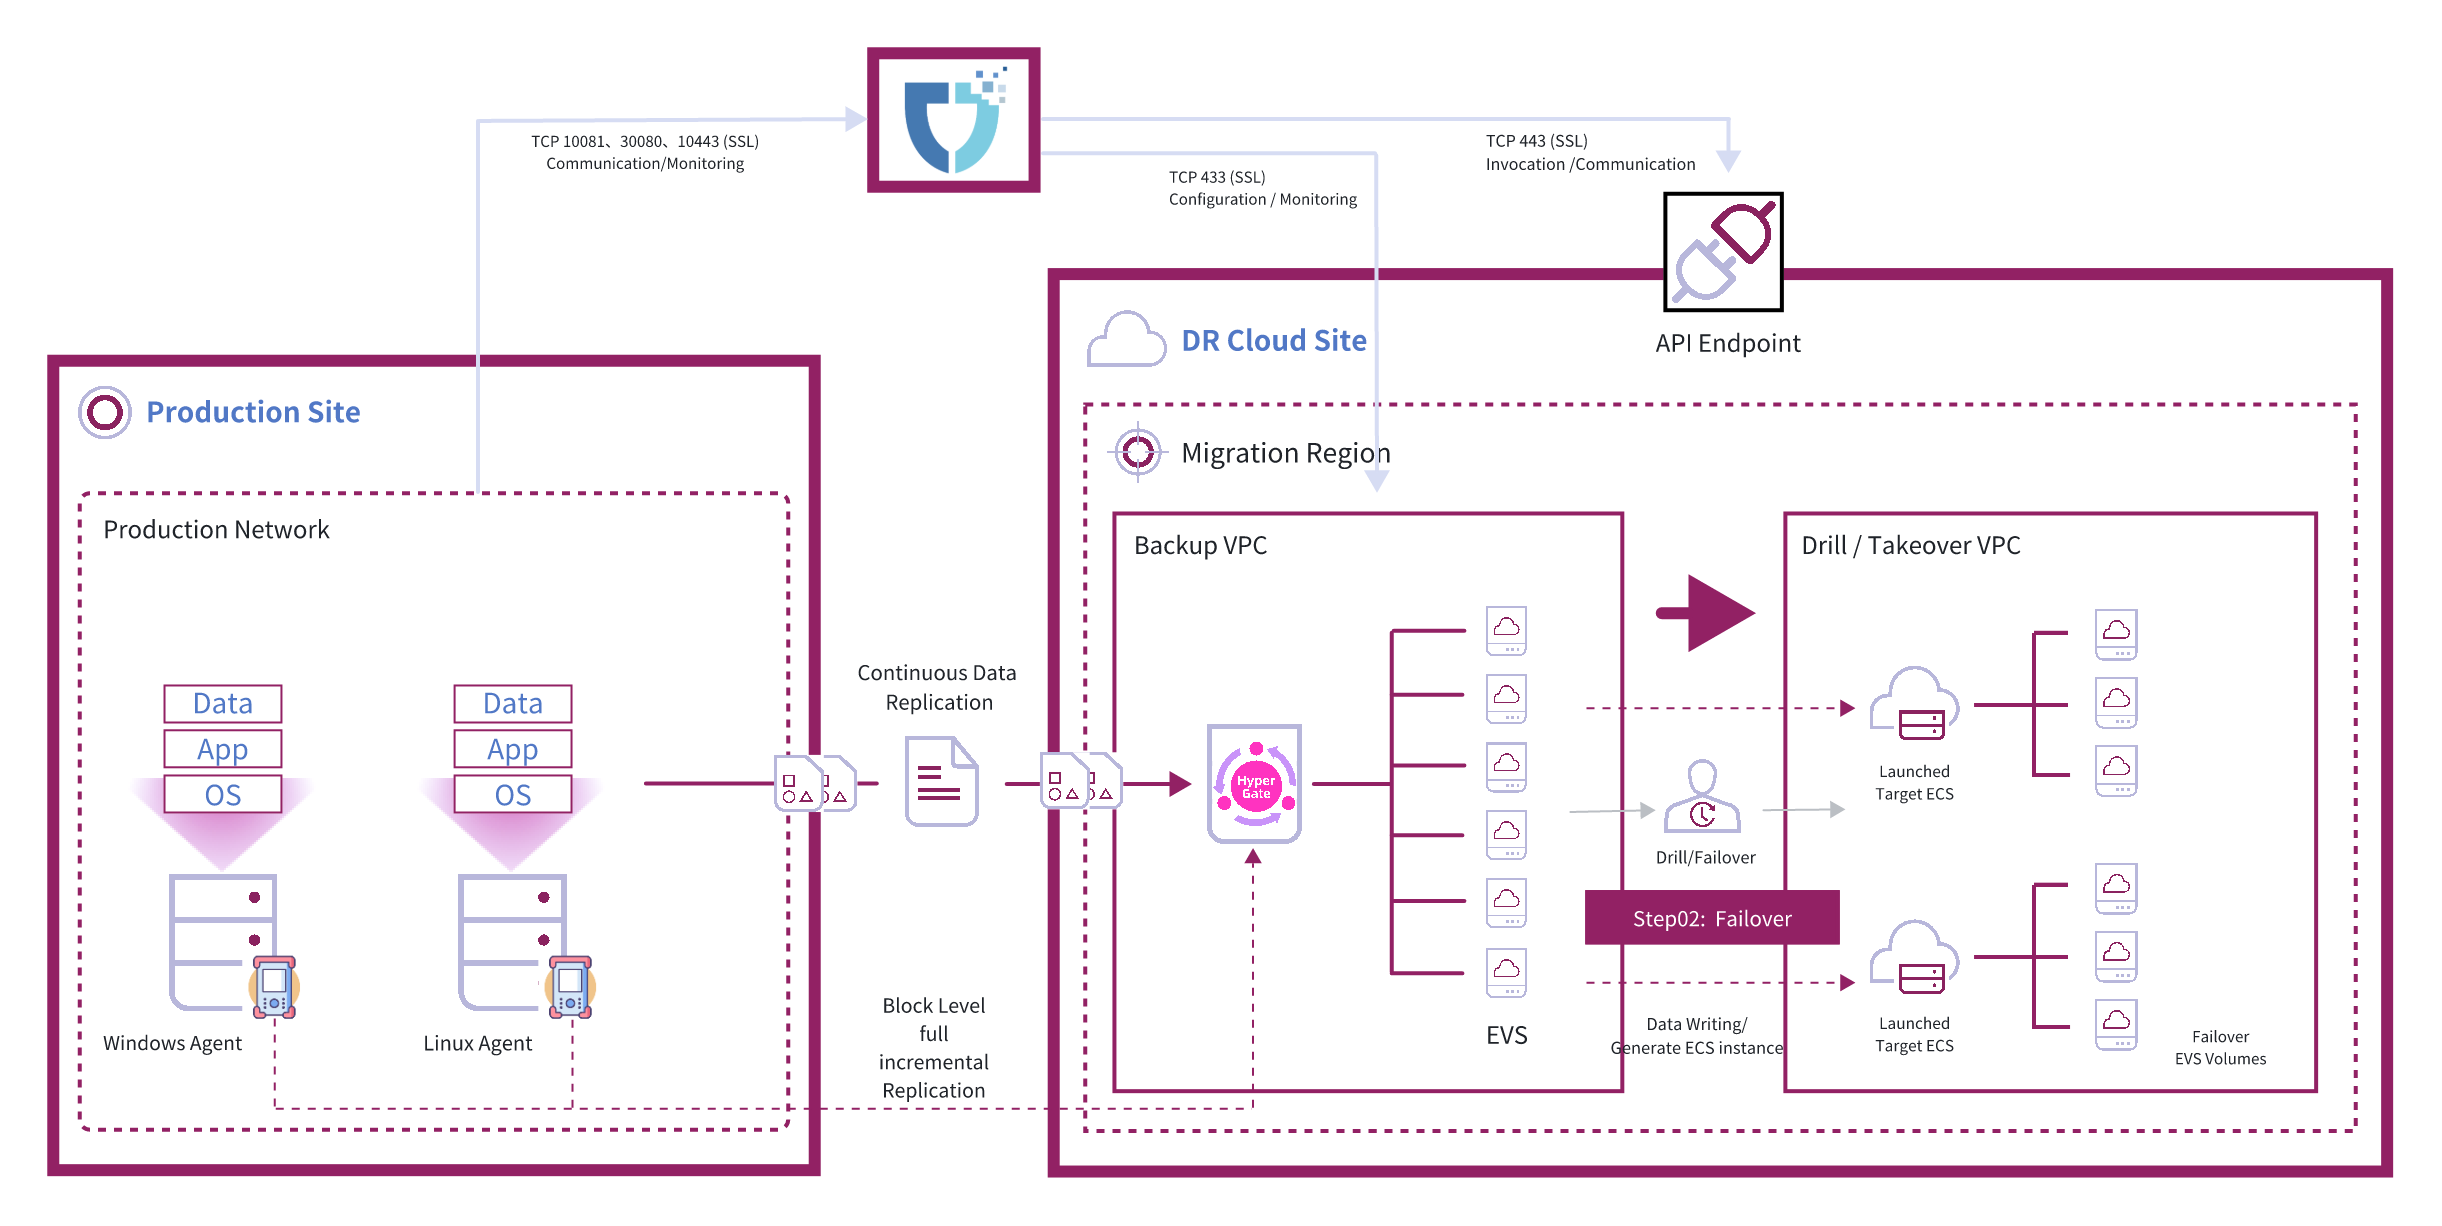 TCP 10081、30080、10443 (SSL)
Communication/Monitoring
TCP 433 (SSL)
Configuration / Monitoring
TCP 443 (SSL)
Invocation /Communication
API Endpoint
DR Cloud Site
Production Site
Migration Region
Production Network
Backup VPC
Drill / Takeover VPC
Data
App
OS
Data
App
OS
Windows Agent
Linux Agent
Continuous Data
Replication
Block Level
full
incremental
Replication
Hyper
Gate
EVS
Drill/Failover
Step02: Failover
Data Writing/
Generate ECS instance
Launched
Target ECS
Launched
Target ECS
Failover
EVS Volumes